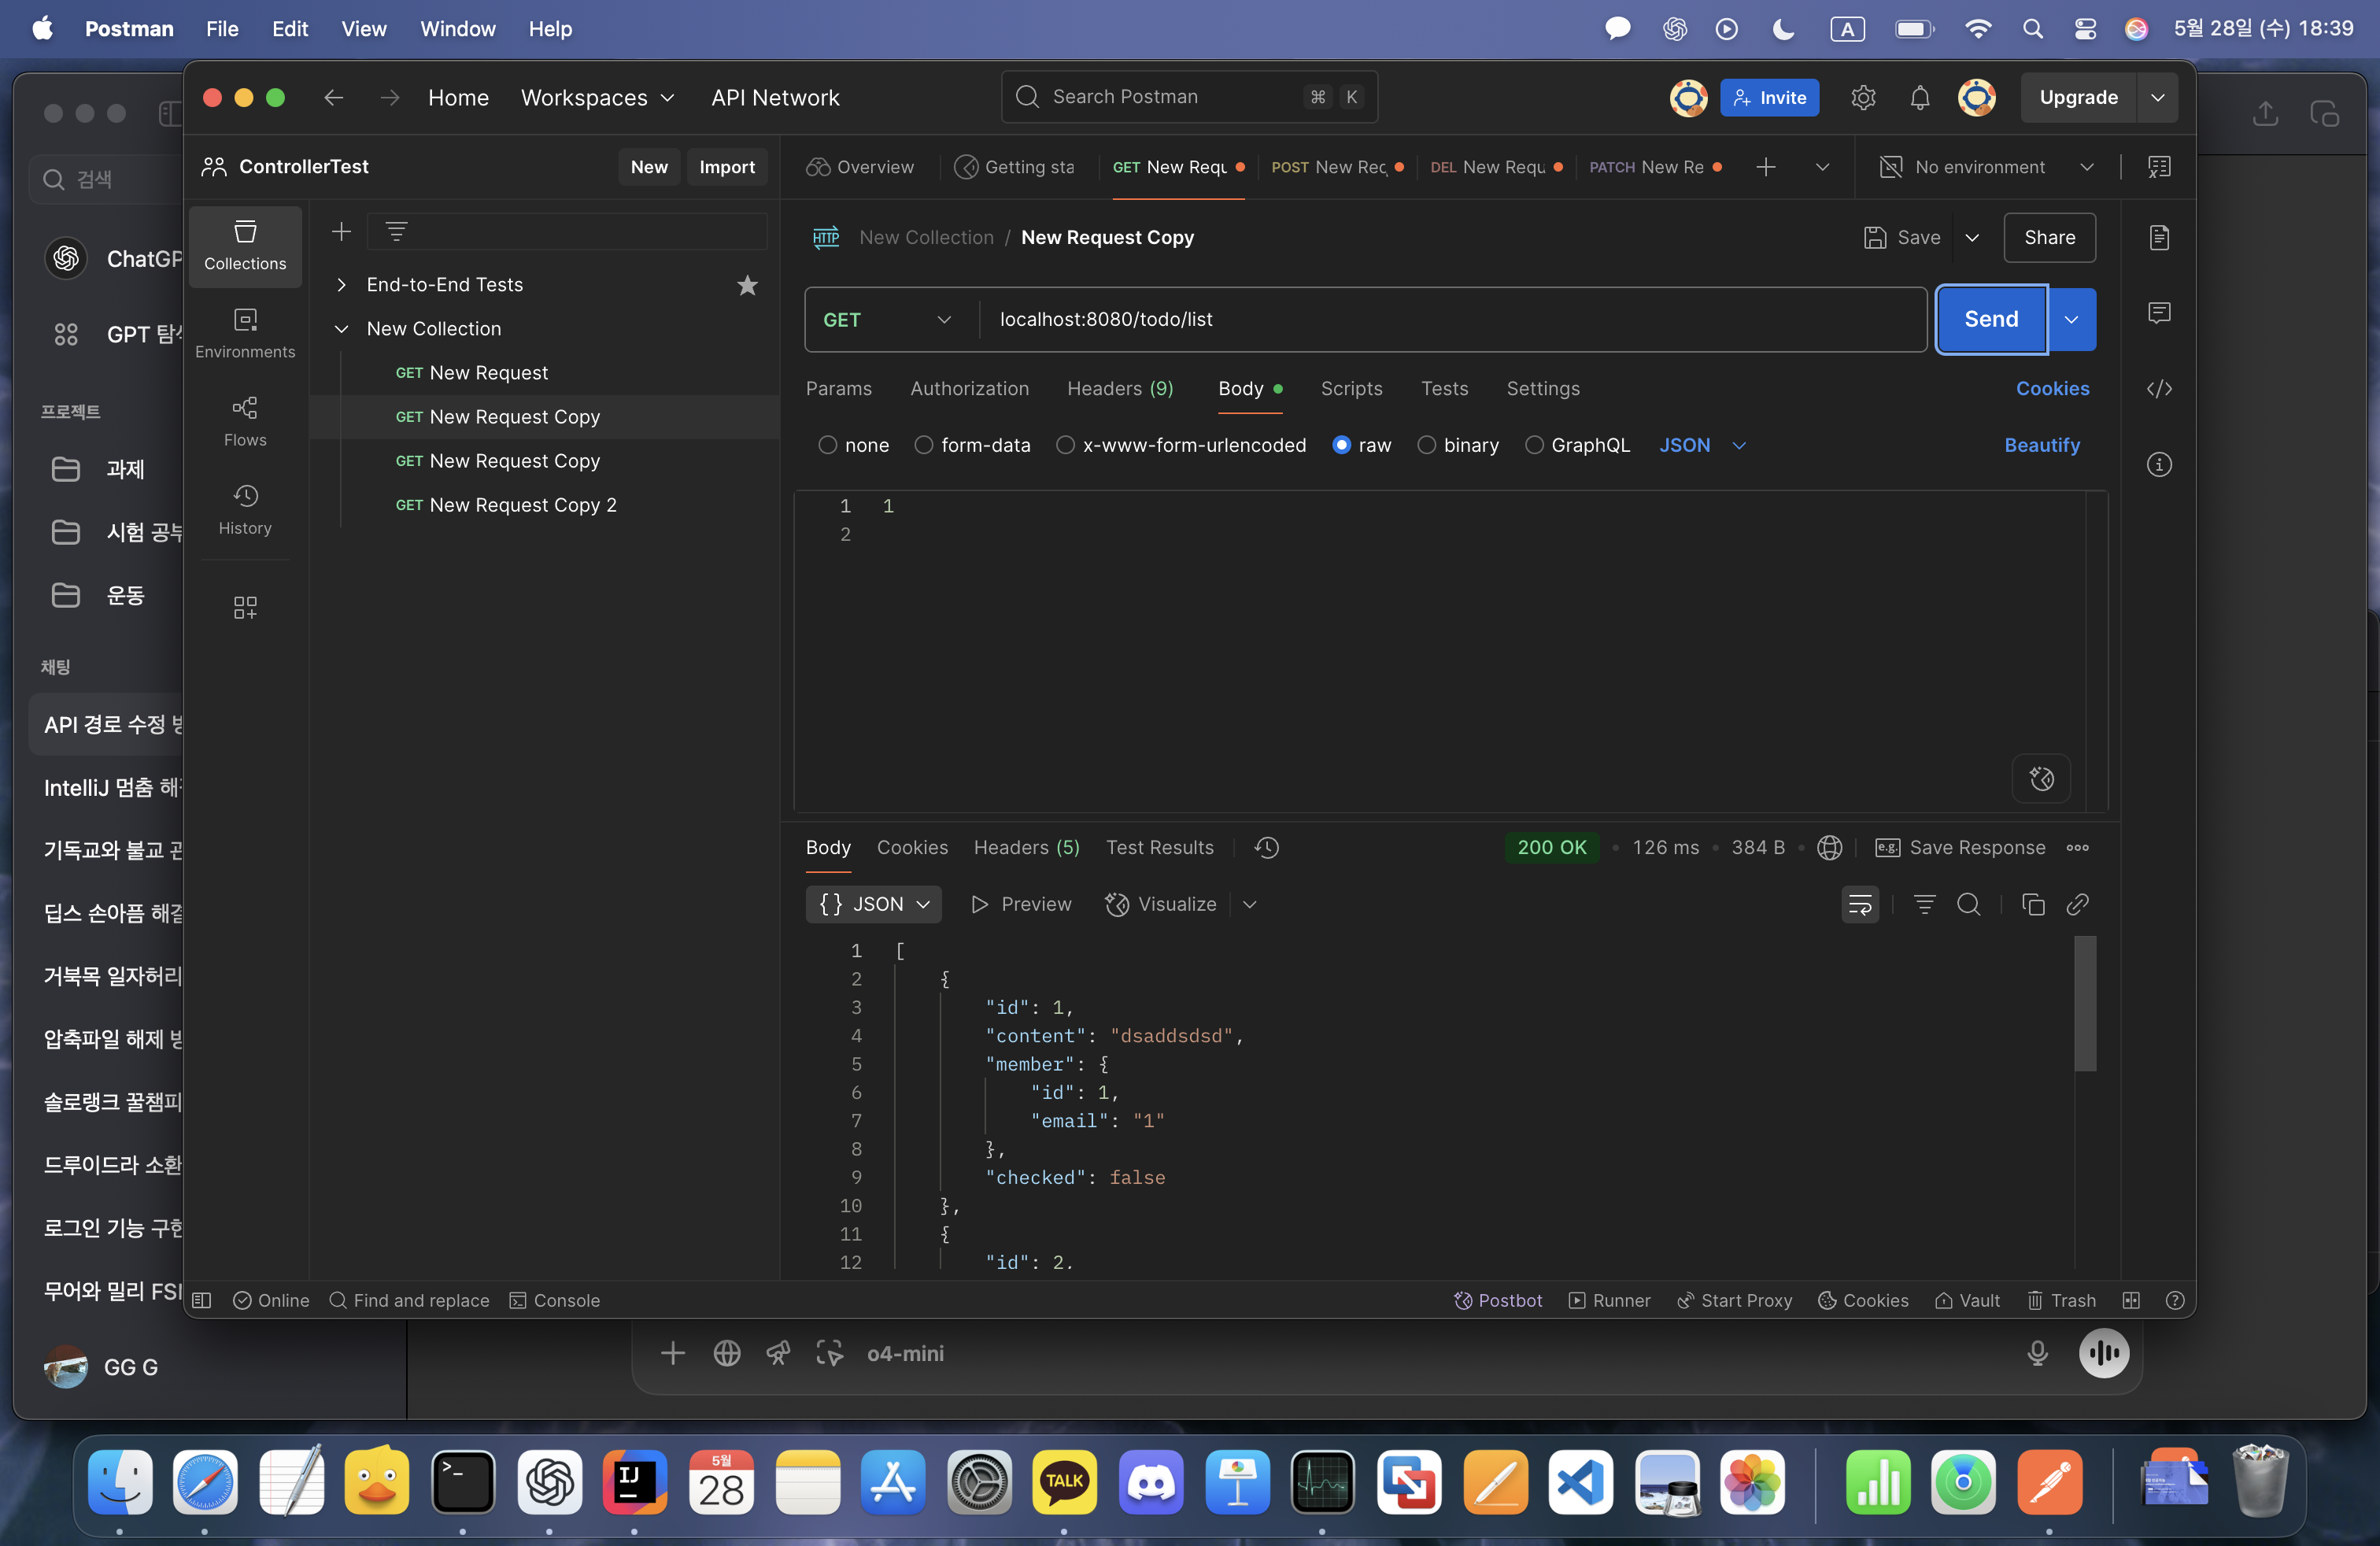 Postman File Edit View Window Help
A 5월 28일 (수) 18:39
Home Workspaces API Network
Search Postman ⌘ K
Invite
Upgrade
검색
ControllerTest New Import
Overview
Getting sta
GET New Requ
POST New Rec
DEL New Requ
PATCH New Re
No environment
Collections
Environments
Flows
History
ChatGP
GPT 탐
프로젝트
과제
시험 공부
운동
채팅
API 경로 수정
IntelliJ 멈춤 해
기독교와 불교
딥스 손아픔 해결
거북목 일자허리
압축파일 해제
솔로랭크 꿀챔피
드루이드라 소환
로그인 기능 구현
무어와 밀리 FS
GG G
End-to-End Tests
New Collection
GET New Request
GET New Request Copy
GET New Request Copy
GET New Request Copy 2
HTTP New Collection / New Request Copy
Save
Share
GET localhost:8080/todo/list
Send
Params Authorization Headers (9) Body Scripts Tests Settings
Cookies
none form-data x-www-form-urlencoded raw binary GraphQL JSON
Beautify
1 1
2
Body Cookies Headers (5) Test Results
200 OK • 126 ms • 384 B
e.g. Save Response
{} JSON Preview Visualize
1 [
2 {
3 "id": 1,
4 "content": "dsaddsdsd",
5 "member": {
6 "id": 1,
7 "email": "1"
8 },
9 "checked": false
10 },
11 {
12 "id": 2,
Online Find and replace Console
Postbot Runner Start Proxy Cookies Vault Trash
o4-mini
>_
IJ
5월
28
TALK